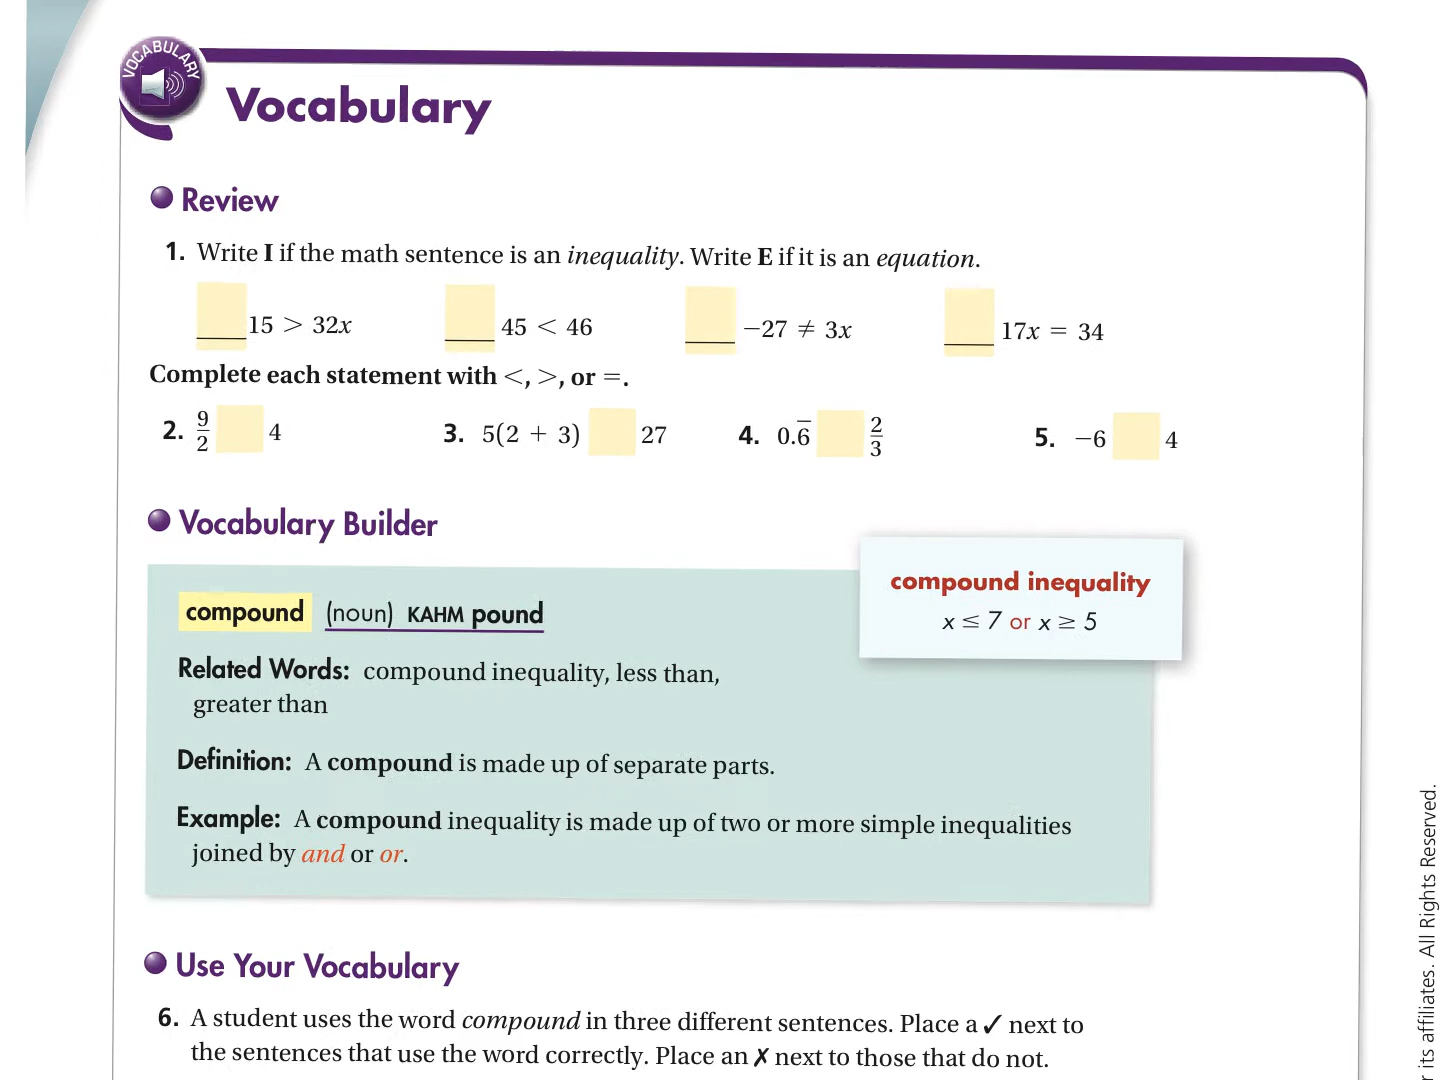 VOCABULARY
Vocabulary
Review
1. Write I if the math sentence is an inequality. Write E if it is an equation.
15 > 32x 45 < 46 −27 ≠ 3x 17x = 34
Complete each statement with <, >, or =.
2. 9/2 4 3. 5(2 + 3) 27 4. 0.6̅ 2/3 5. −6 4
Vocabulary Builder
compound (noun) KAHM pound
compound inequality
x ≤ 7 or x ≥ 5
Related Words: compound inequality, less than,
greater than
Definition: A compound is made up of separate parts.
Example: A compound inequality is made up of two or more simple inequalities
joined by and or or.
Use Your Vocabulary
6. A student uses the word compound in three different sentences. Place a ✓ next to
the sentences that use the word correctly. Place an ✗ next to those that do not.
its affiliates. All Rights Reserved.